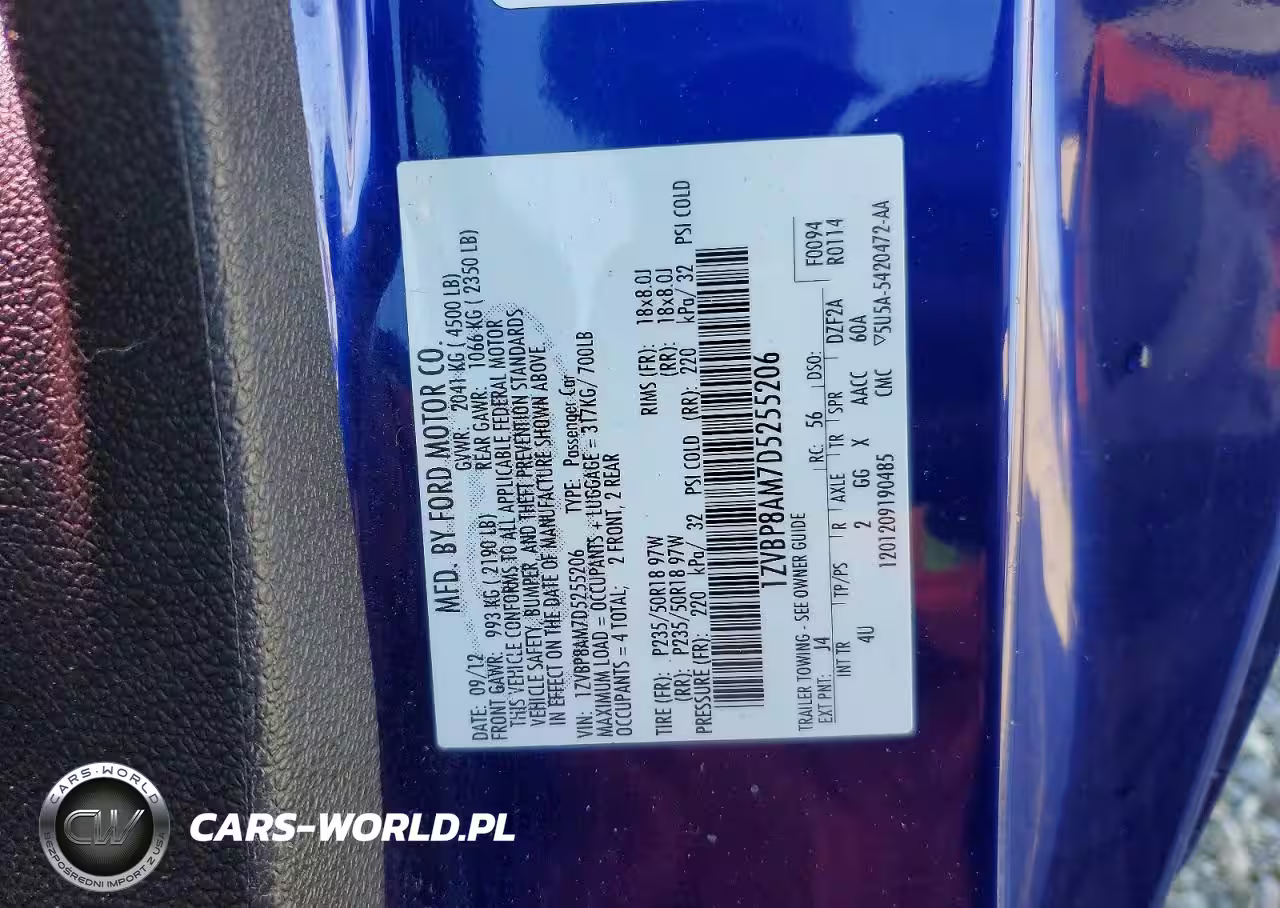 MFD. BY FORD MOTOR CO.
DATE: 09/12 GVWR: 2041 KG ( 4500 LB)
FRONT GAWR: 993 KG ( 2190 LB) REAR GAWR: 1066 KG ( 2350 LB)
THIS VEHICLE CONFORMS TO ALL APPLICABLE FEDERAL MOTOR
VEHICLE SAFETY, BUMPER, AND THEFT PREVENTION STANDARDS
IN EFFECT ON THE DATE OF MANUFACTURE SHOWN ABOVE
VIN: 1ZVBP8AM7D5255206 TYPE: Passenger Car
MAXIMUM LOAD = OCCUPANTS + LUGGAGE = 317KG/ 700LB
OCCUPANTS = 4 TOTAL: 2 FRONT, 2 REAR
TIRE (FR): P235/50R18 97W RIMS (FR): 18x8.0J
(RR): P235/50R18 97W (RR): 18x8.0J
PRESSURE (FR): 220 kPa/ 32 PSI COLD (RR): 220 kPa/ 32 PSI COLD
1ZVBP8AM7D5255206
TRAILER TOWING - SEE OWNER GUIDE
EXT PNT: J4 RC: 56 DSO: F0094
INT TR TP/PS R AXLE TR SPR DZF2A R0114
4U 2 GG X AACC 60A
1201209190485 CMC ▽5U5A-5420472-AA
CARS-WORLD
CW
BEZPOŚREDNI IMPORT Z USA
CARS-WORLD.PL